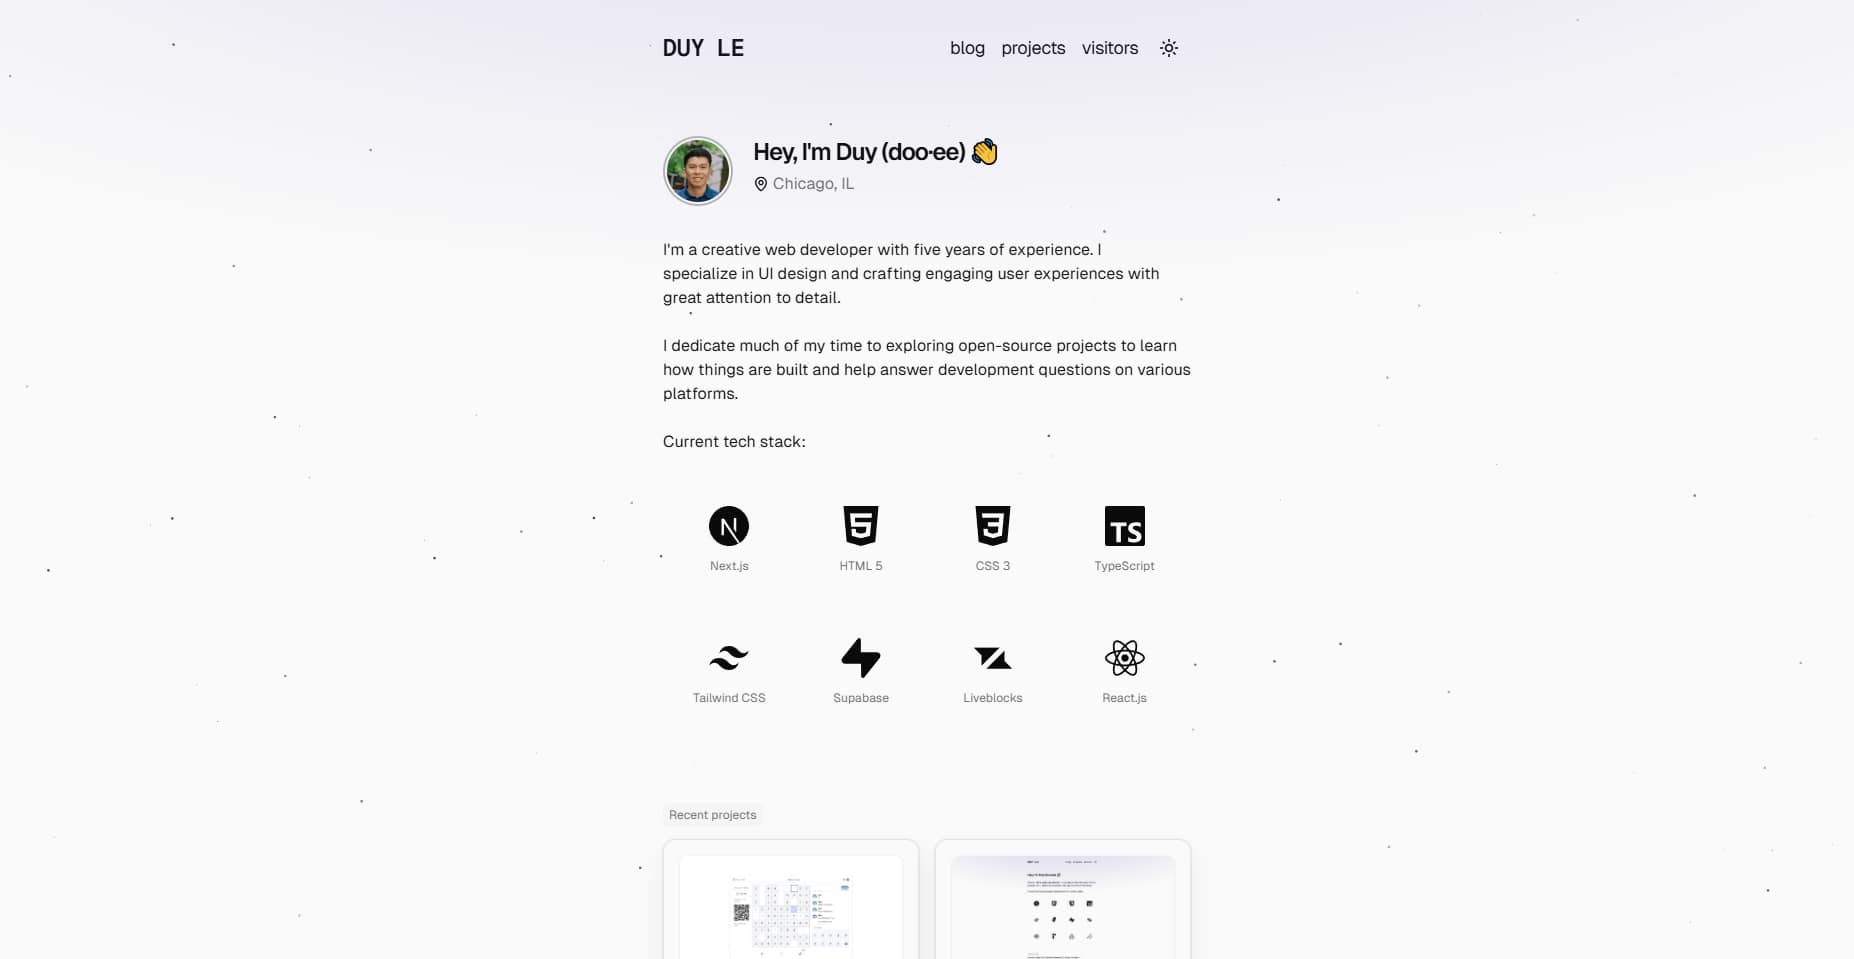 DUY LE
blog projects visitors
Hey, I'm Duy (doo·ee) 👋
Chicago, IL
I'm a creative web developer with five years of experience. I
specialize in UI design and crafting engaging user experiences with
great attention to detail.
I dedicate much of my time to exploring open-source projects to learn
how things are built and help answer development questions on various
platforms.
Current tech stack:
N 5 3 TS
Next.js HTML 5 CSS 3 TypeScript
Tailwind CSS Supabase Liveblocks React.js
Recent projects